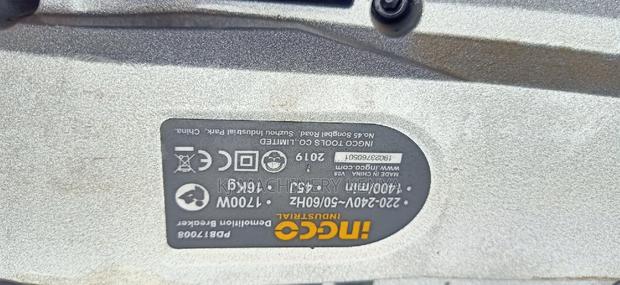 INGCO
INDUSTRIAL
PDB17008
Demolition Breaker
• 220-240V~50/60Hz • 1700W
• 1400/min • 45J • 16Kg
MADE IN CHINA V08
www.ingco.com
2019
INGCO TOOLS CO.,LIMITED
No.45 Songbei Road, Suzhou Industrial Park, China.